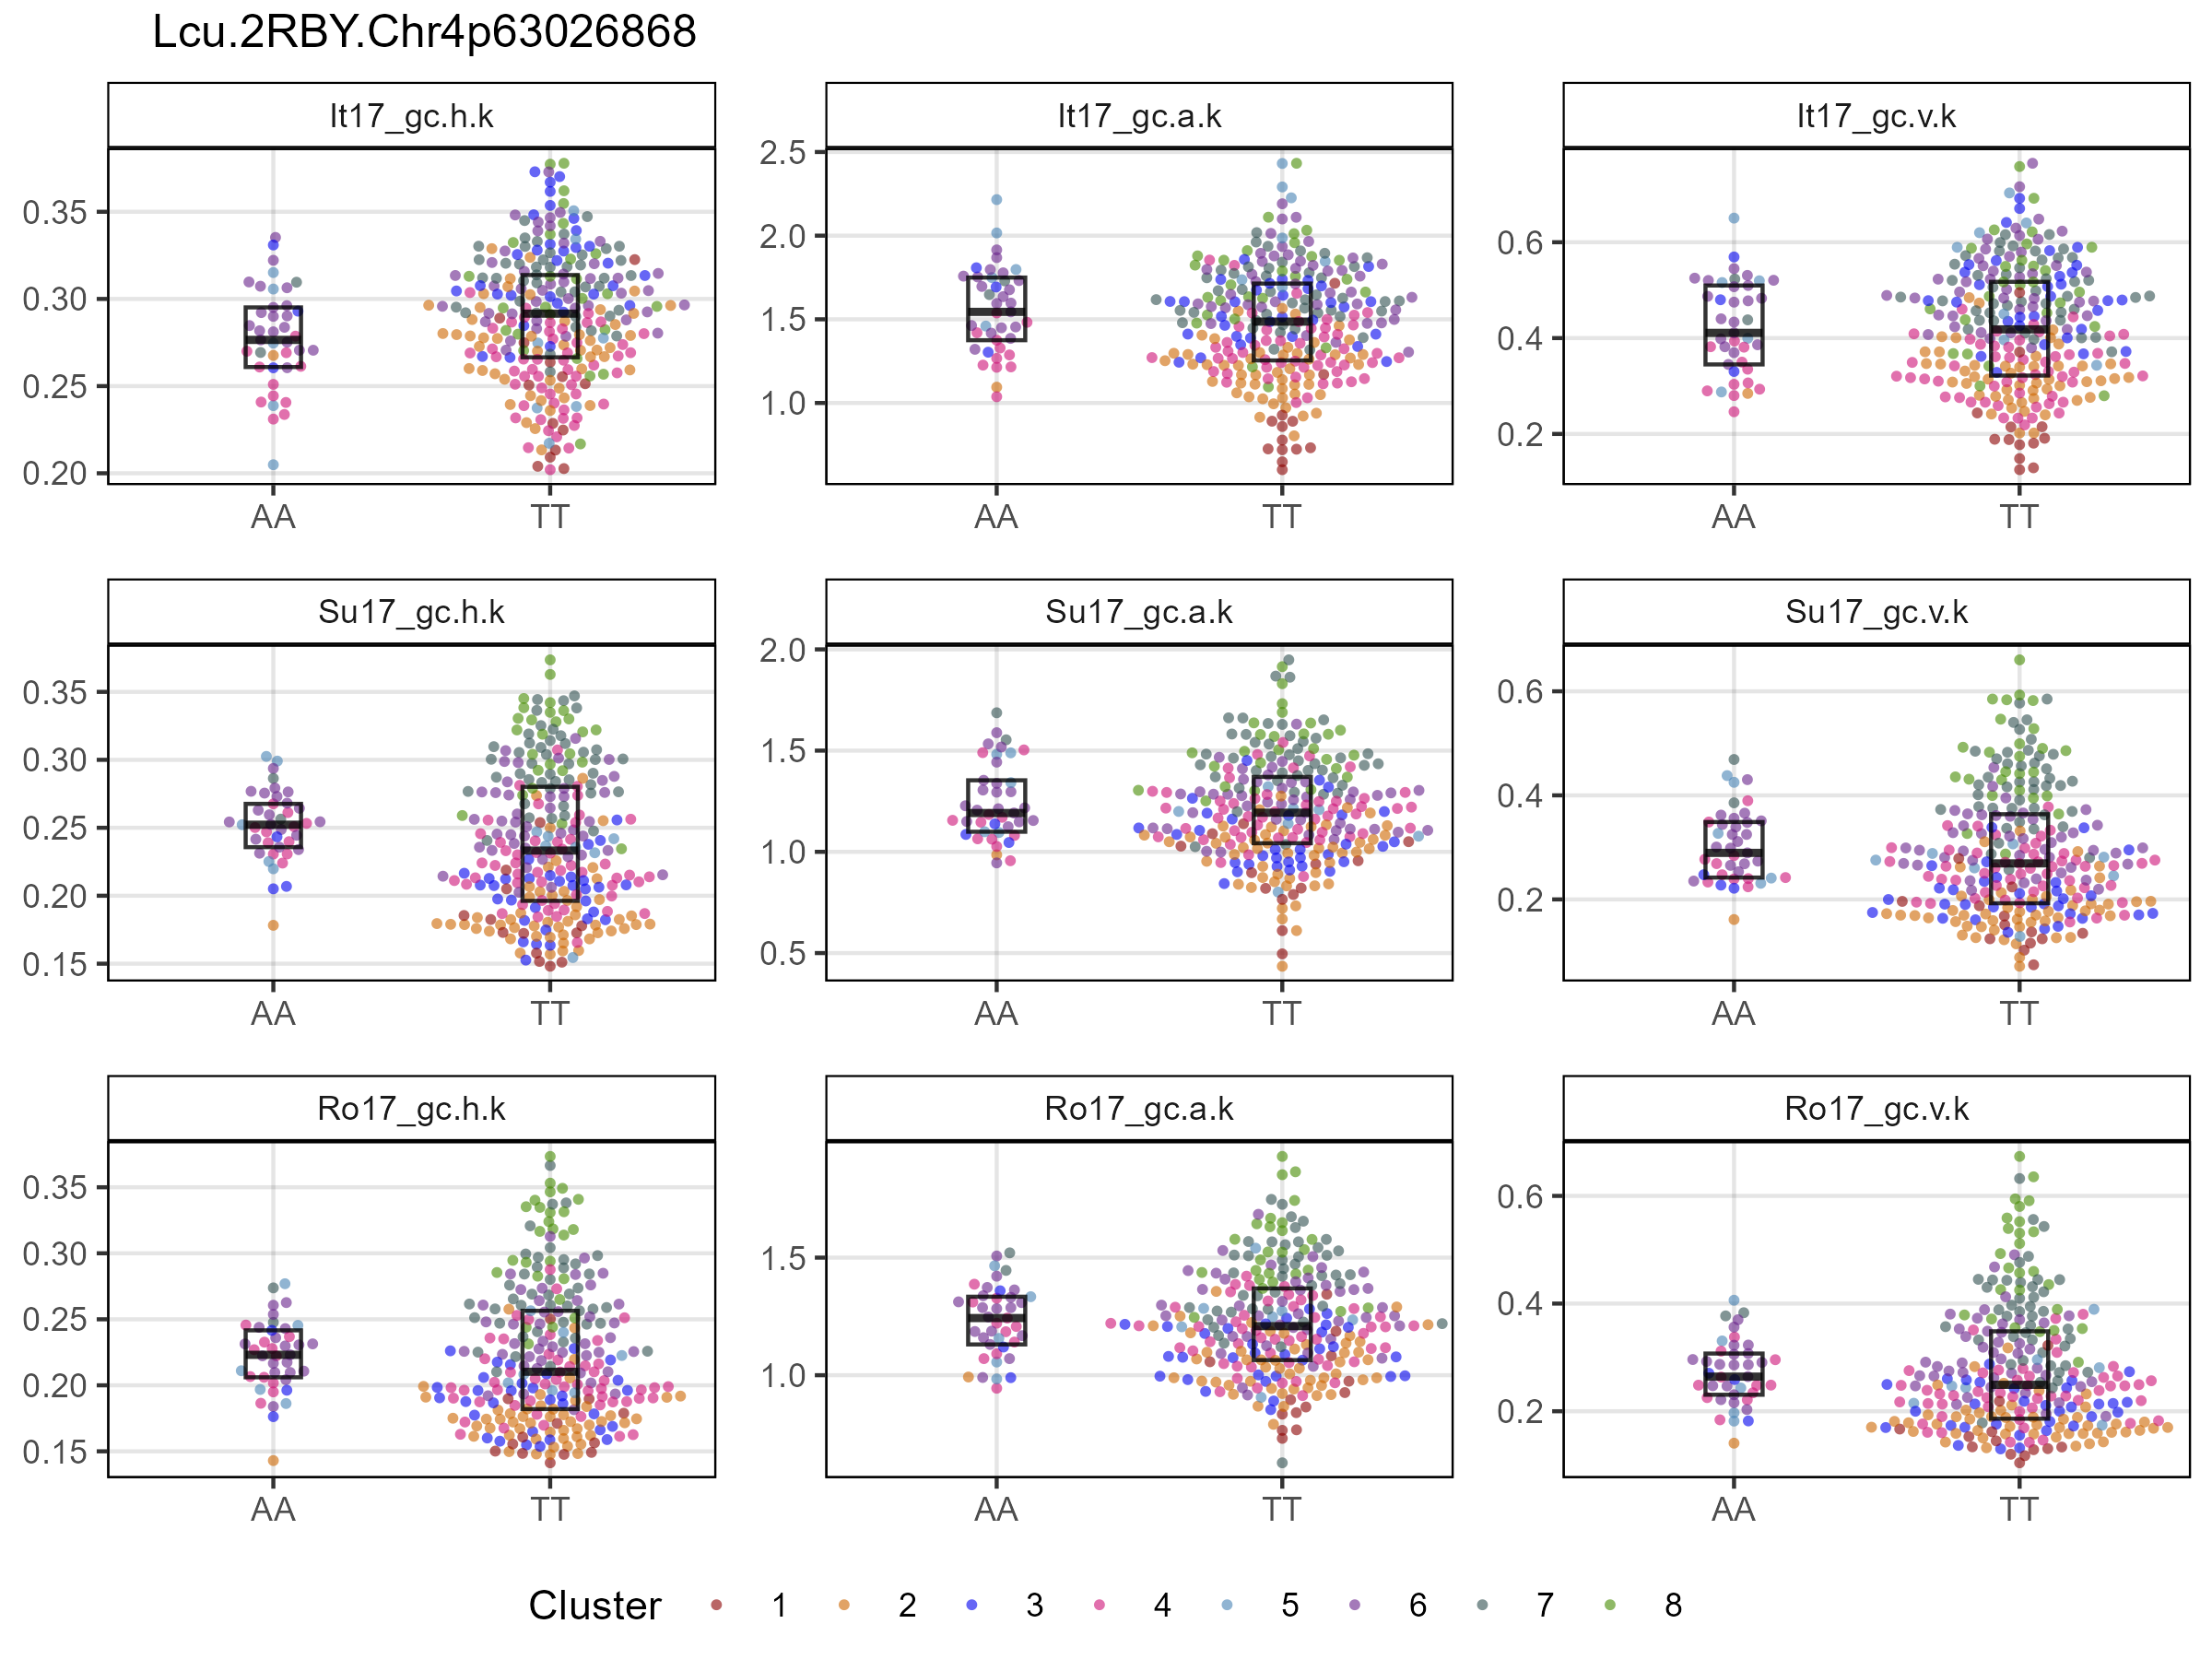 Lcu.2RBY.Chr4p63026868
It17_gc.h.k It17_gc.a.k It17_gc.v.k
0.35
0.30
0.25
0.20
AA TT
2.5
2.0
1.5
1.0
AA TT
0.6
0.4
0.2
AA TT
Su17_gc.h.k Su17_gc.a.k Su17_gc.v.k
0.35
0.30
0.25
0.20
0.15
AA TT
2.0
1.5
1.0
0.5
AA TT
0.6
0.4
0.2
AA TT
Ro17_gc.h.k Ro17_gc.a.k Ro17_gc.v.k
0.35
0.30
0.25
0.20
0.15
AA TT
1.5
1.0
AA TT
0.6
0.4
0.2
AA TT
Cluster 1 2 3 4 5 6 7 8